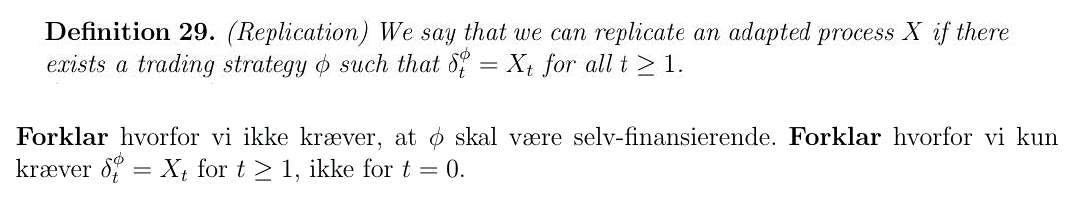 Definition 29. (Replication) We say that we can replicate an adapted process X if there
exists a trading strategy ϕ such that δ_t^ϕ = X_t for all t ≥ 1.
Forklar hvorfor vi ikke kræver, at ϕ skal være selv-finansierende. Forklar hvorfor vi kun
kræver δ_t^ϕ = X_t for t ≥ 1, ikke for t = 0.